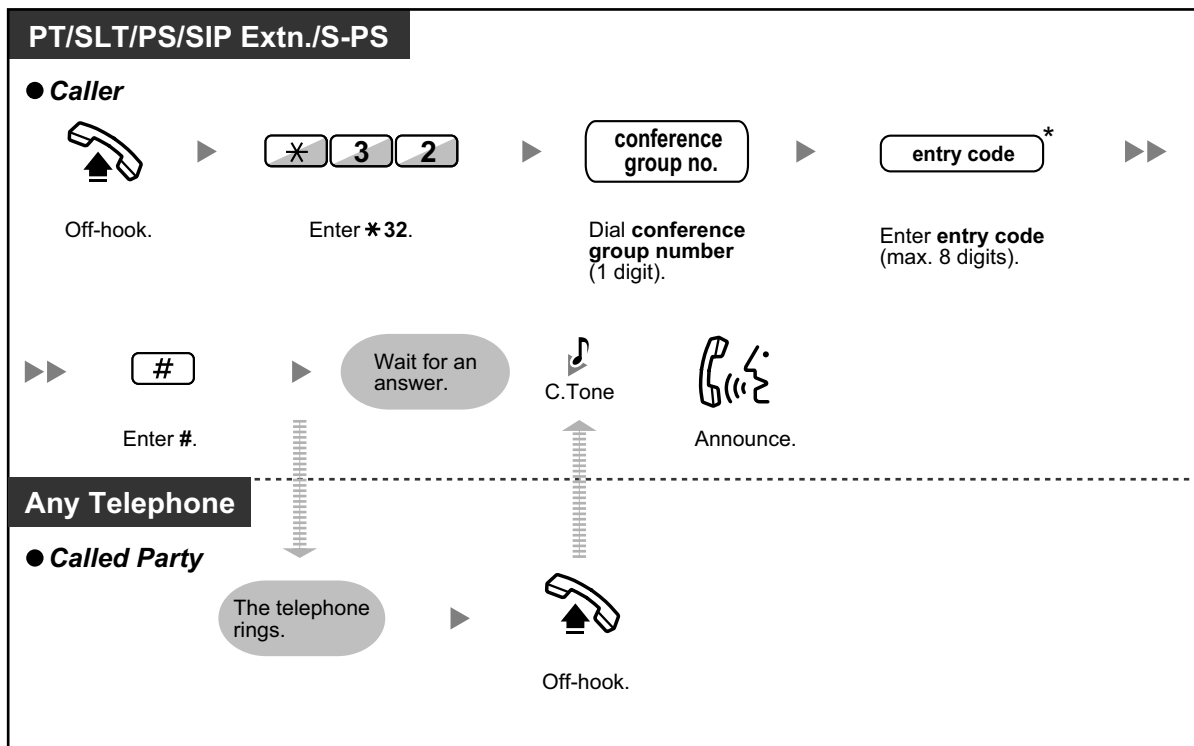 PT/SLT/PS/SIP Extn./S-PS
● Caller
✳ 3 2
conference
group no.
entry code *
Off-hook.
Enter ✳32.
Dial conference
group number
(1 digit).
Enter entry code
(max. 8 digits).
#
Wait for an
answer.
C.Tone
Enter #.
Announce.
Any Telephone
● Called Party
The telephone
rings.
Off-hook.